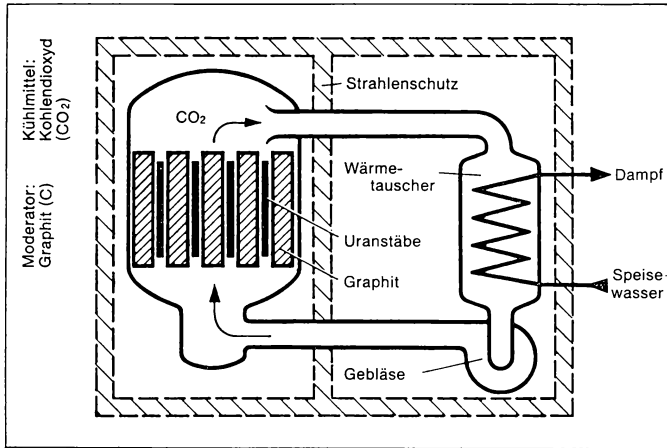 Kühlmittel:
Kohlendioxyd
(CO₂)
Moderator:
Graphit (C)
CO₂
Strahlenschutz
Wärme-
tauscher
Dampf
Uranstäbe
Graphit
Speise-
wasser
Gebläse